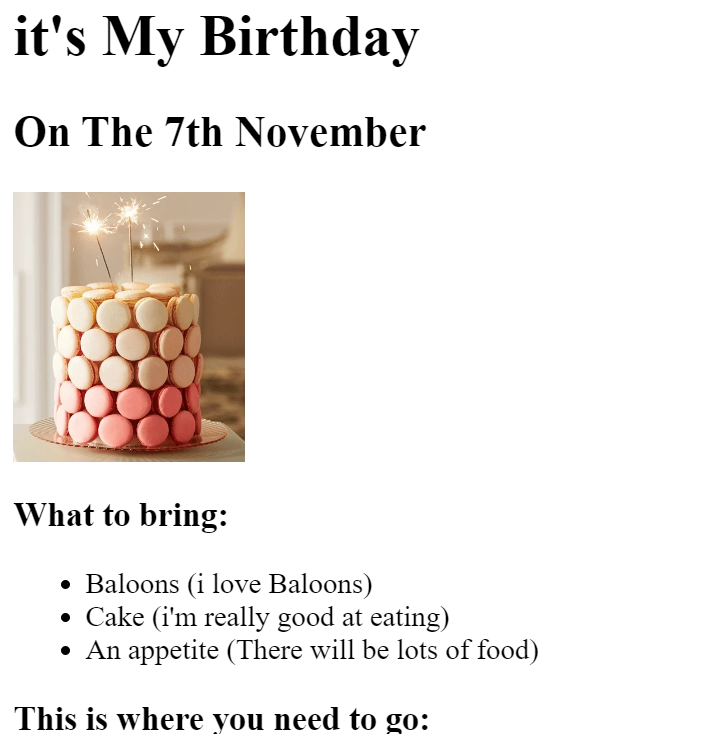 it's My Birthday
On The 7th November
What to bring:
Baloons (i love Baloons)
Cake (i'm really good at eating)
An appetite (There will be lots of food)
This is where you need to go: